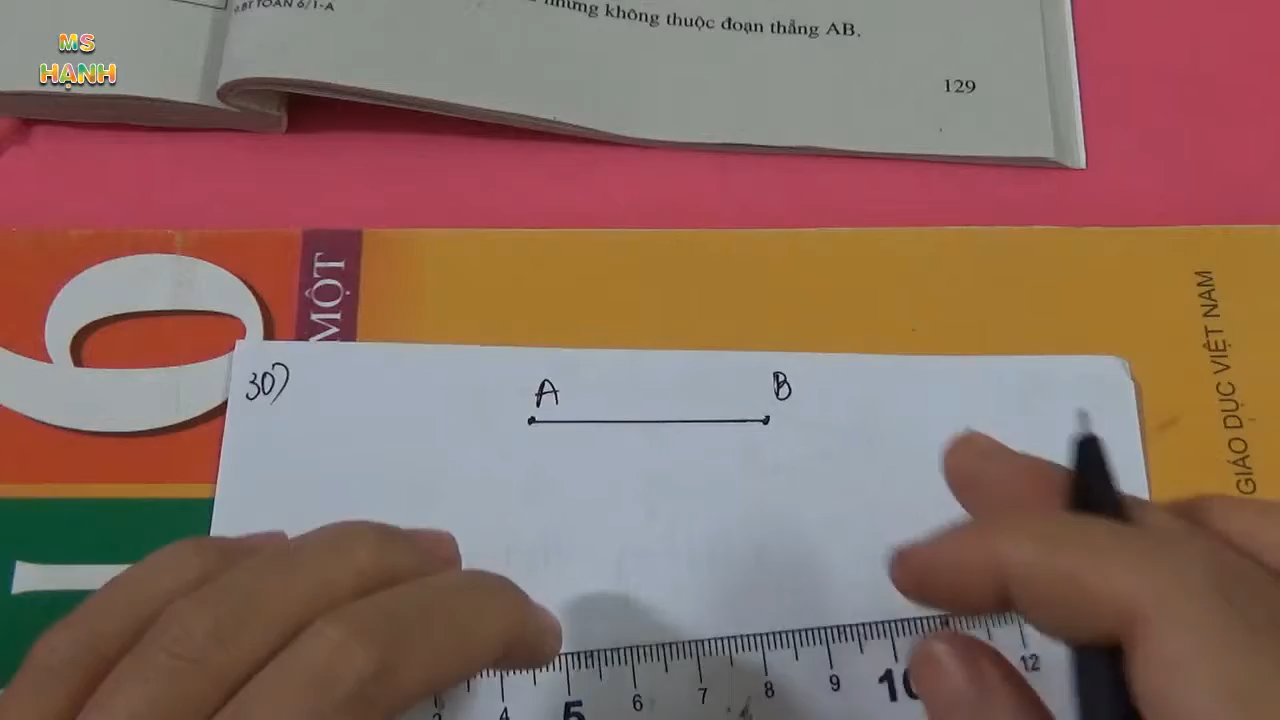 MS
HẠNH
BT TOÁN 6/1-A
nhưng không thuộc đoạn thẳng AB.
129
MỘT
GIÁO DỤC VIỆT NAM
30)
A
B
4 5 6 7 8 9 10 12